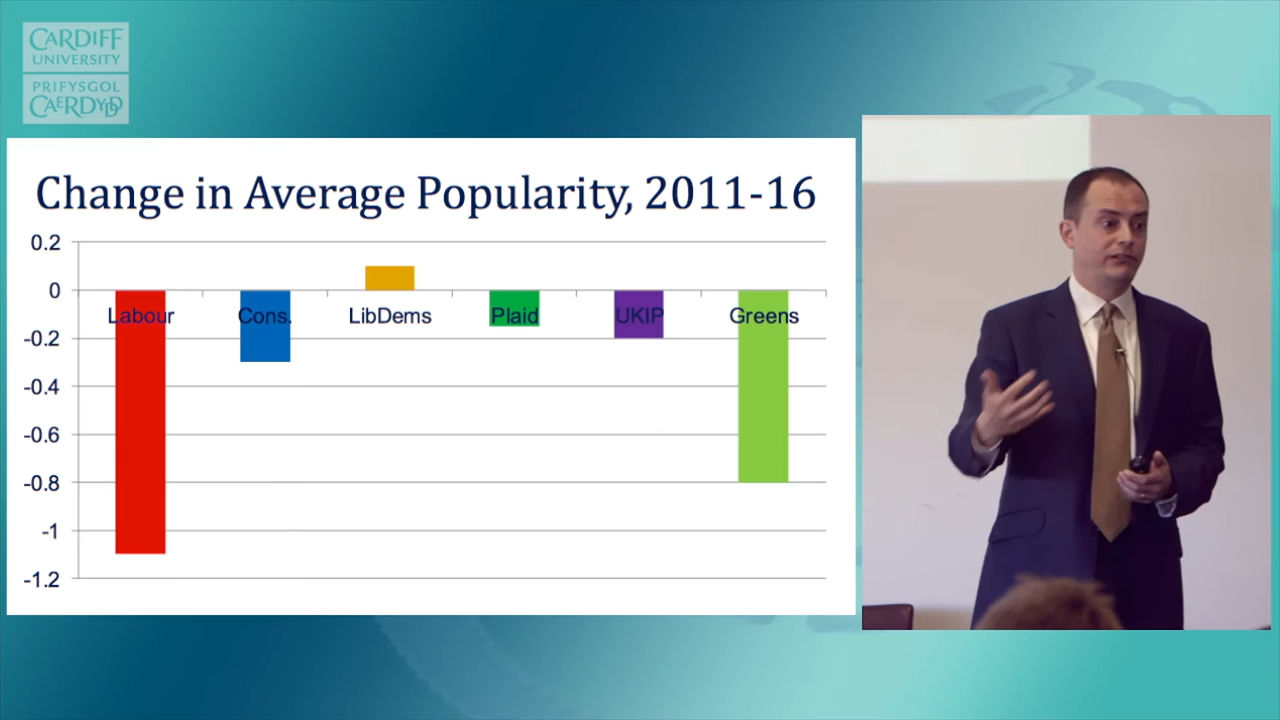 CARDIFF
UNIVERSITY
PRIFYSGOL
CAERDYDD
Change in Average Popularity, 2011-16
0.2
0
Labour Cons. LibDems Plaid UKIP Greens
-0.2
-0.4
-0.6
-0.8
-1
-1.2